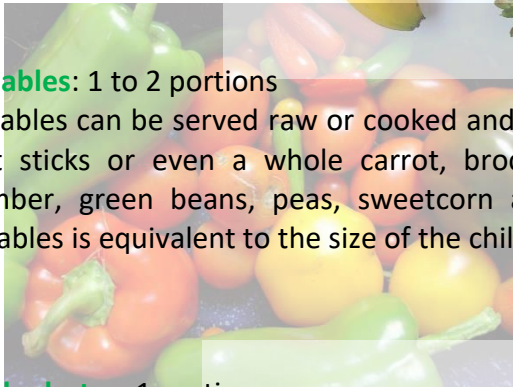 ables: 1 to 2 portions
ables can be served raw or cooked and
sticks or even a whole carrot, broc
mber, green beans, peas, sweetcorn a
ables is equivalent to the size of the chil